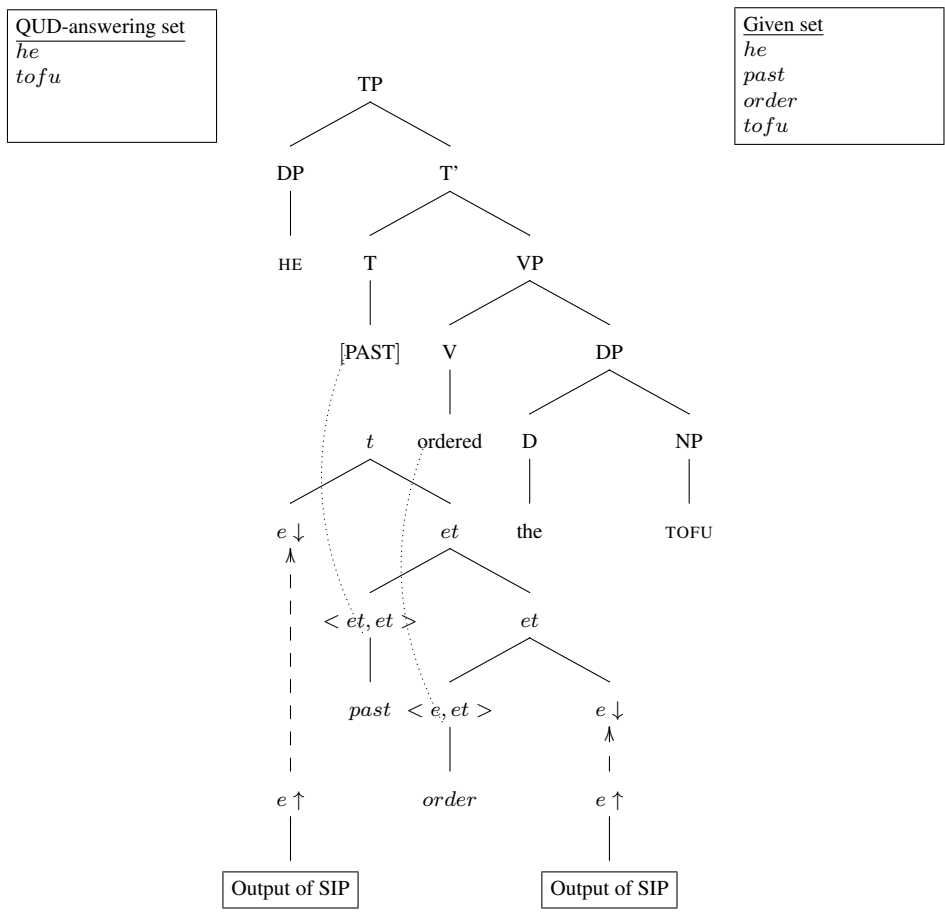 QUD-answering set
he
tofu
Given set
he
past
order
tofu
TP
DP T’
HE T VP
[PAST] V DP
t ordered D NP
e ↓ et the TOFU
< et, et > et
past < e, et > e ↓
e ↑ order e ↑
Output of SIP Output of SIP